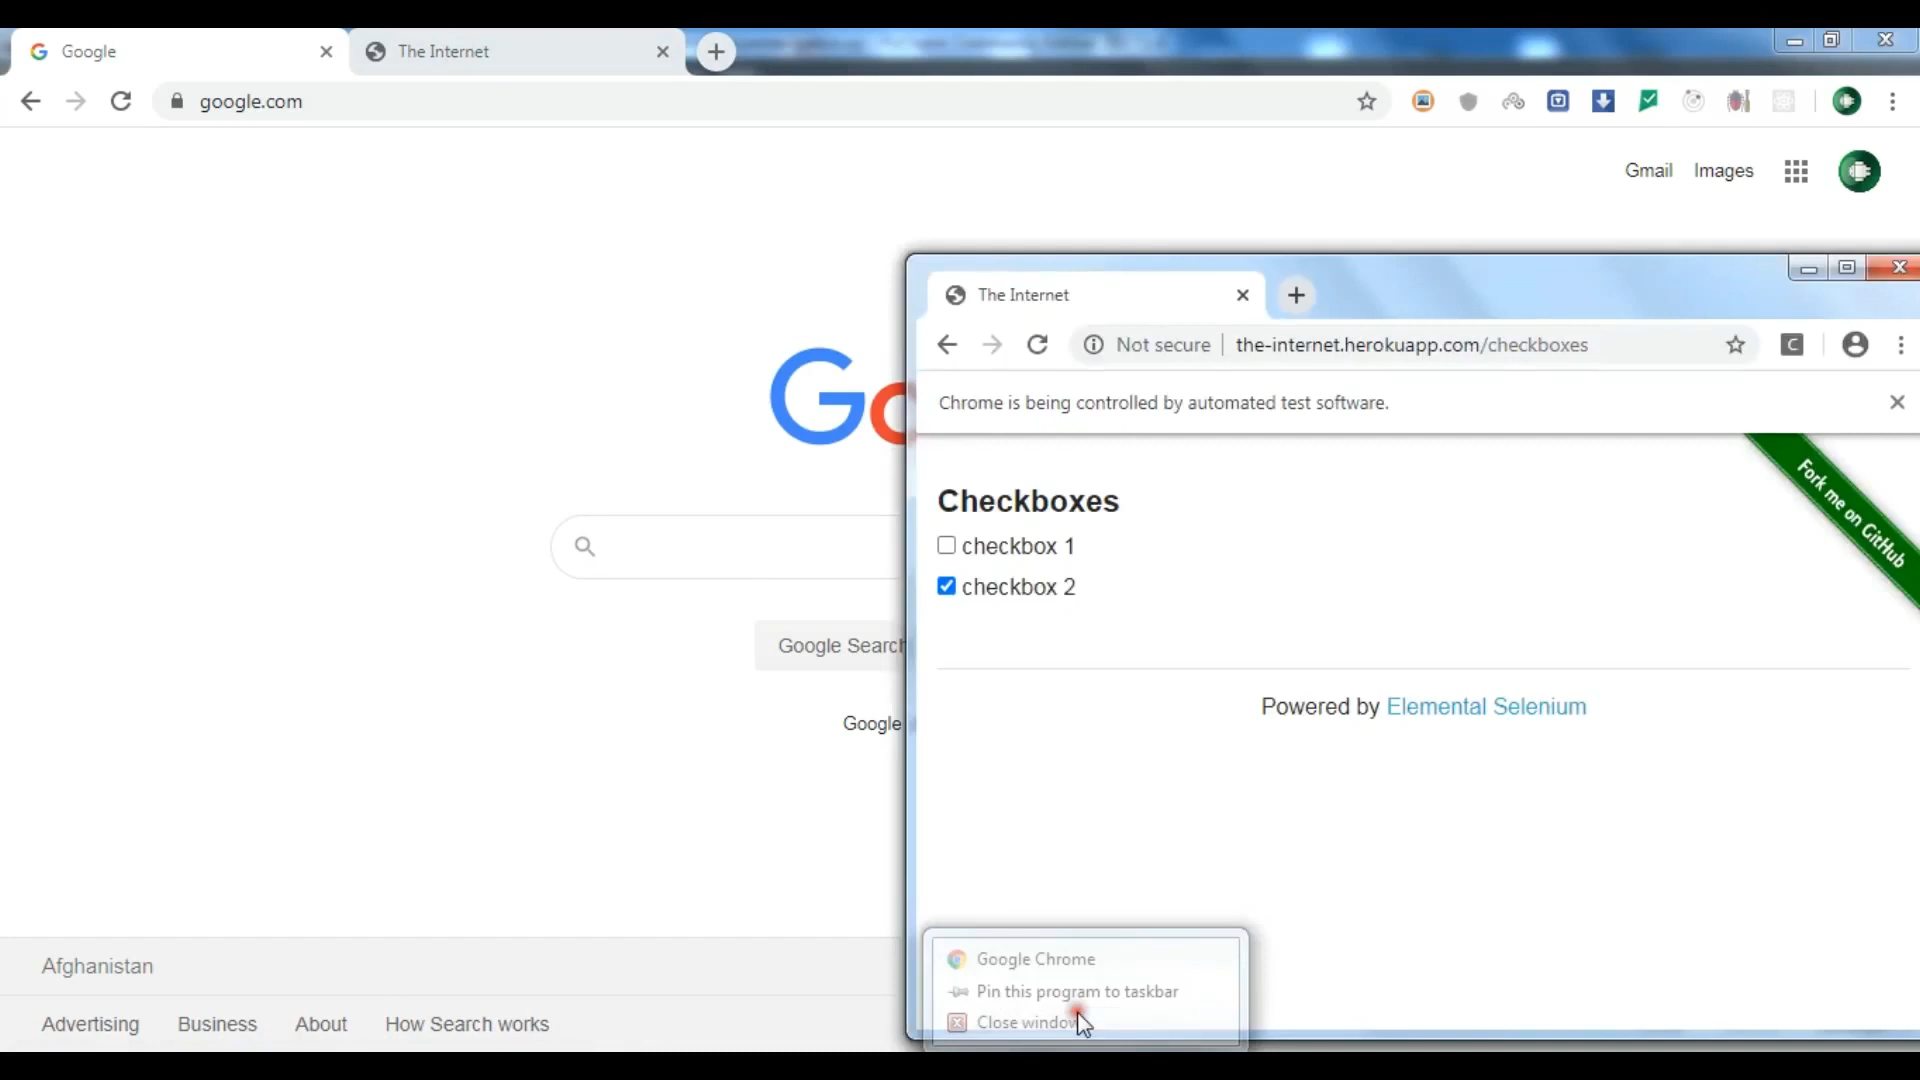 Google
The Internet
google.com
Gmail
Images
Google Search
Google
Afghanistan
Advertising
Business
About
How Search works
The Internet
Not secure
the-internet.herokuapp.com/checkboxes
C
Chrome is being controlled by automated test software.
Fork me on GitHub
Checkboxes
checkbox 1
checkbox 2
Powered by Elemental Selenium
Google Chrome
Pin this program to taskbar
Close window